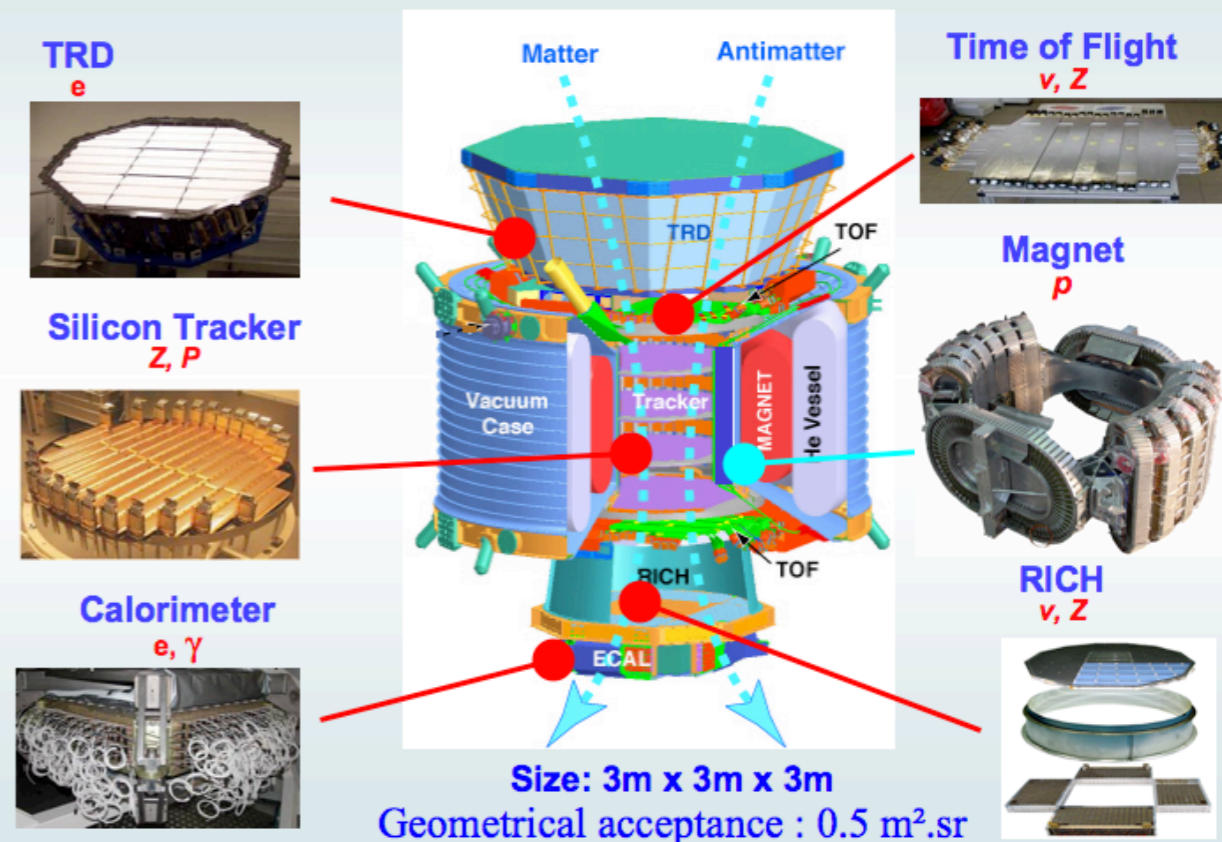 TRD
e
Silicon Tracker
Z, P
Calorimeter
e, γ
Matter
Antimatter
TRD
TOF
Vacuum
Case
Tracker
MAGNET
He Vessel
RICH
TOF
ECAL
Time of Flight
v, Z
Magnet
p
RICH
v, Z
Size: 3m x 3m x 3m
Geometrical acceptance : 0.5 m².sr